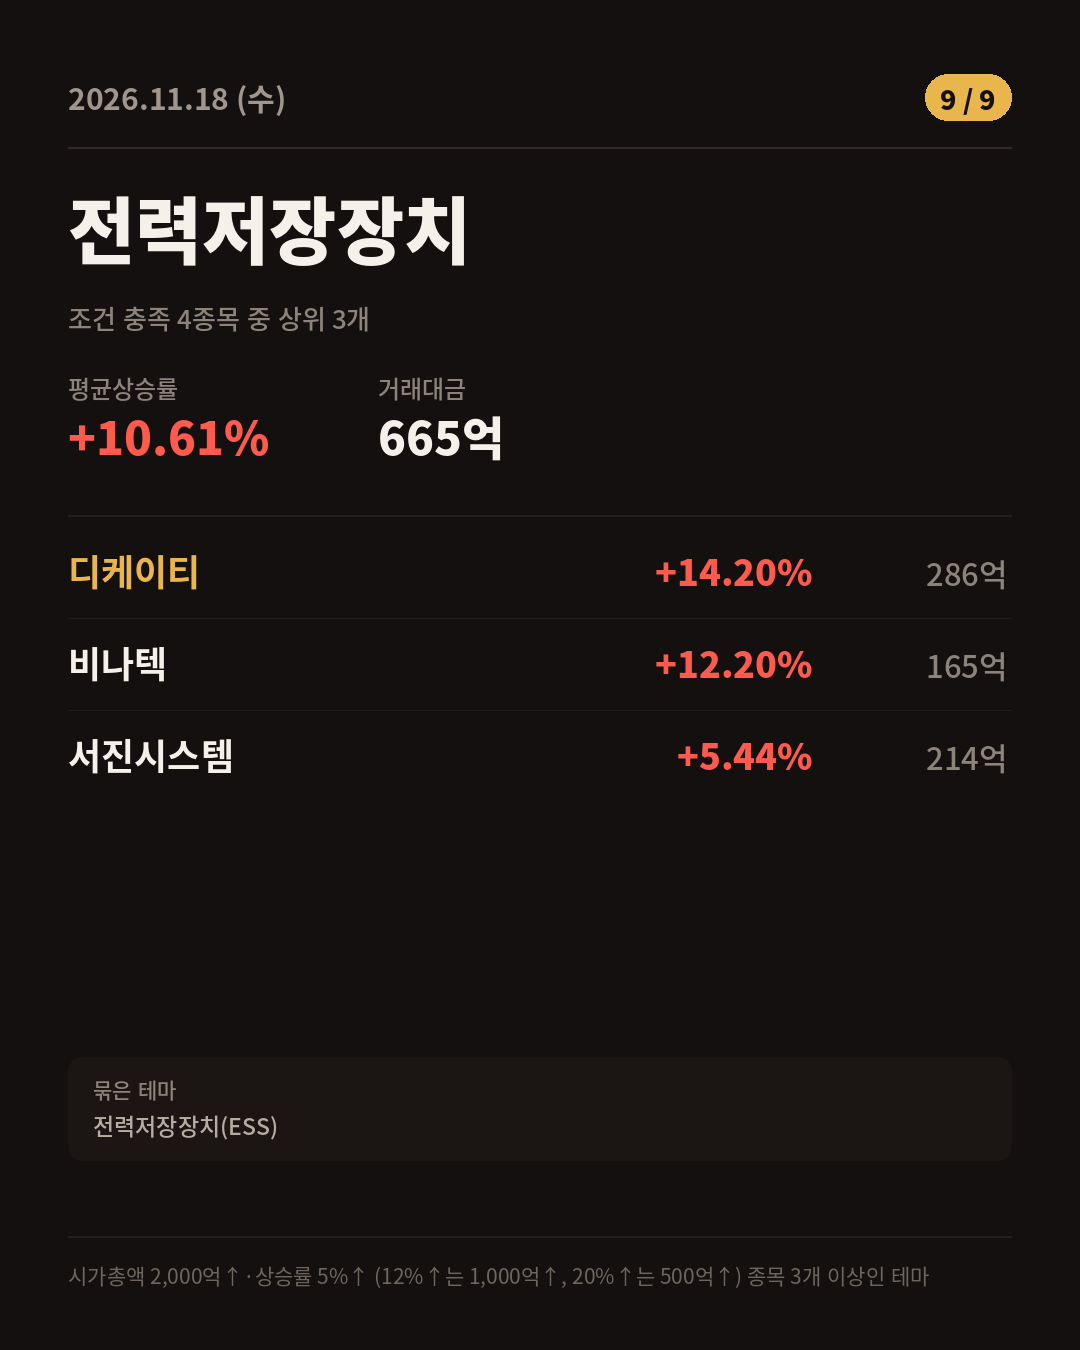 2026.11.18 (수)
9 / 9
전력저장장치
조건 충족 4종목 중 상위 3개
평균상승률 거래대금
+10.61% 665억
디케이티 +14.20% 286억
비나텍 +12.20% 165억
서진시스템 +5.44% 214억
묶은 테마
전력저장장치(ESS)
시가총액 2,000억↑ · 상승률 5%↑ (12%↑는 1,000억↑, 20%↑는 500억↑) 종목 3개 이상인 테마